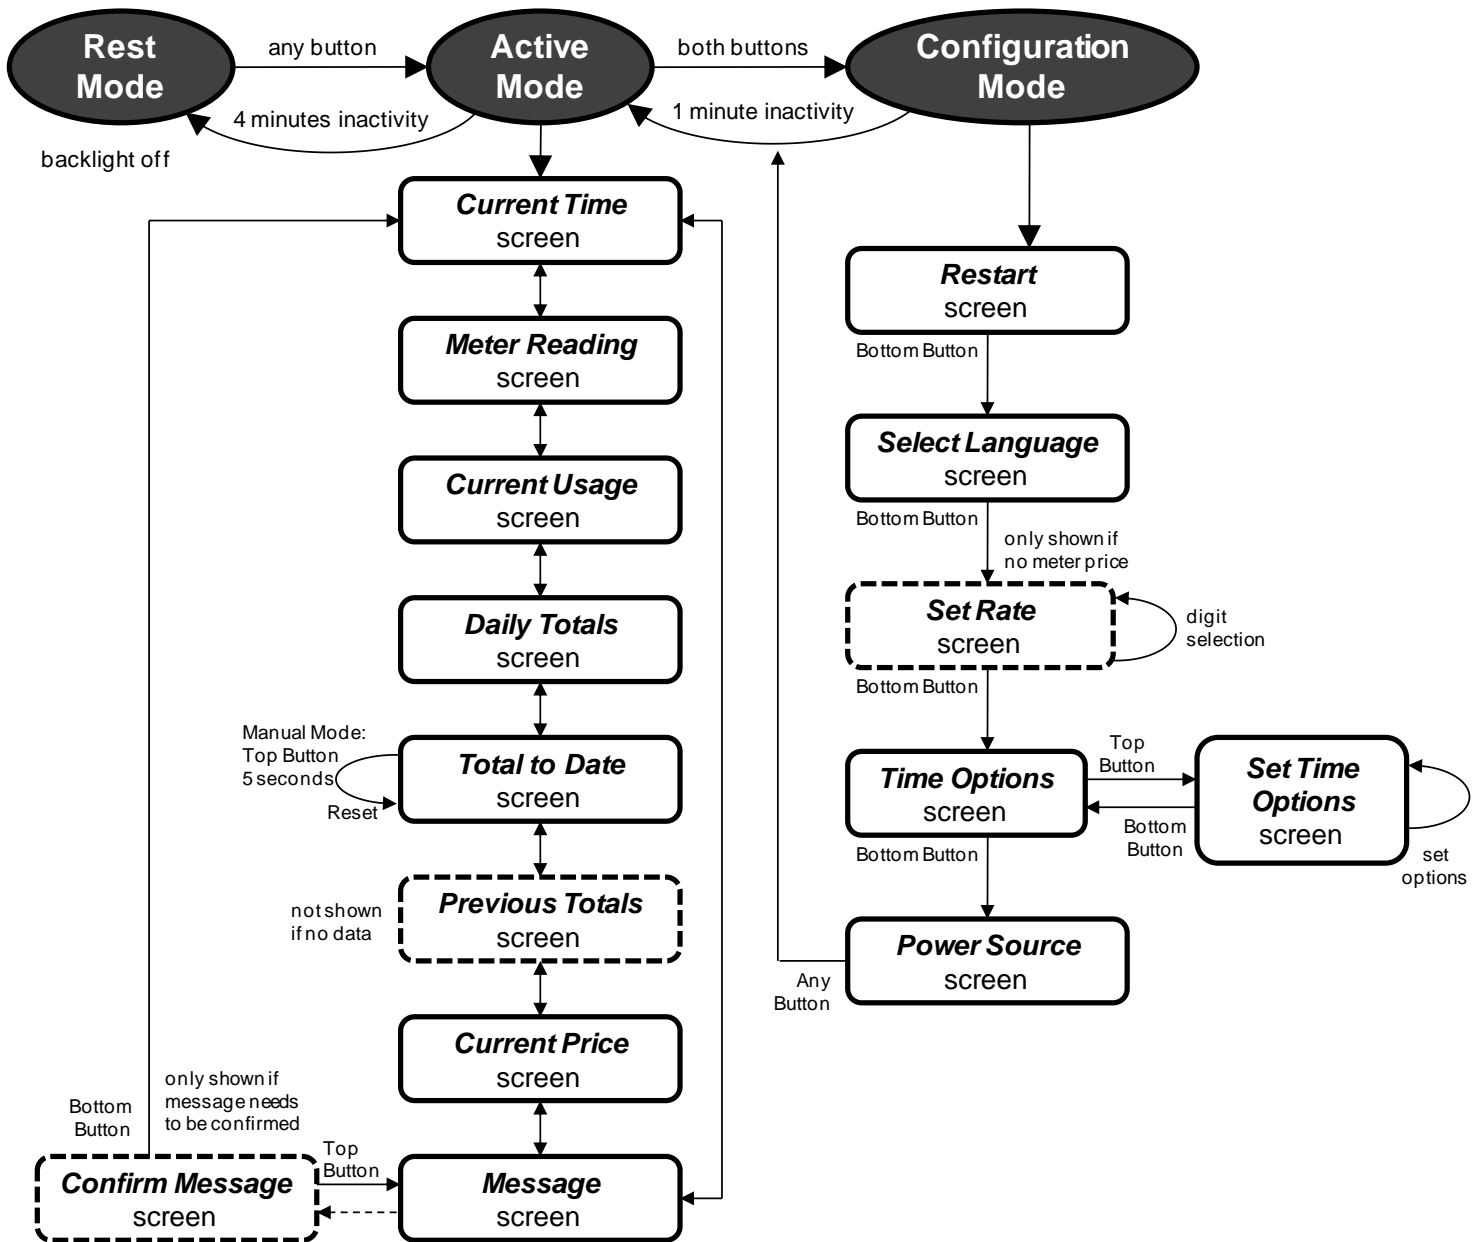 Rest
Mode
any button
Active
Mode
both buttons
Configuration
Mode
4 minutes inactivity
1 minute inactivity
backlight off
Current Time
screen
Meter Reading
screen
Current Usage
screen
Daily Totals
screen
Manual Mode:
Top Button
5 seconds
Reset
Total to Date
screen
not shown
if no data
Previous Totals
screen
Current Price
screen
only shown if
message needs
to be confirmed
Bottom
Button
Top
Button
Confirm Message
screen
Message
screen
Restart
screen
Bottom Button
Select Language
screen
Bottom Button
only shown if
no meter price
Set Rate
screen
digit
selection
Bottom Button
Time Options
screen
Top
Button
Bottom
Button
Set Time
Options
screen
set
options
Bottom Button
Power Source
screen
Any
Button